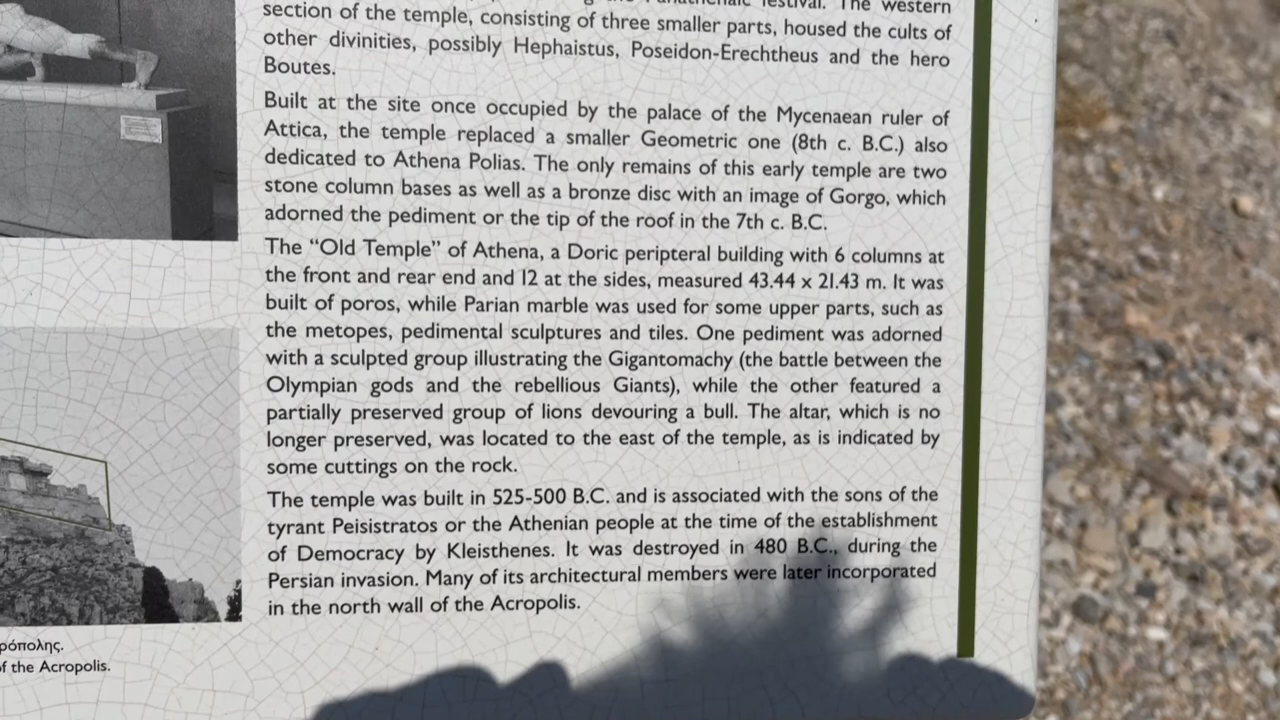 festival. The western
section of the temple, consisting of three smaller parts, housed the cults of
other divinities, possibly Hephaistus, Poseidon-Erechtheus and the hero
Boutes.
Built at the site once occupied by the palace of the Mycenaean ruler of
Attica, the temple replaced a smaller Geometric one (8th c. B.C.) also
dedicated to Athena Polias. The only remains of this early temple are two
stone column bases as well as a bronze disc with an image of Gorgo, which
adorned the pediment or the tip of the roof in the 7th c. B.C.
The “Old Temple” of Athena, a Doric peripteral building with 6 columns at
the front and rear end and 12 at the sides, measured 43.44 x 21.43 m. It was
built of poros, while Parian marble was used for some upper parts, such as
the metopes, pedimental sculptures and tiles. One pediment was adorned
with a sculpted group illustrating the Gigantomachy (the battle between the
Olympian gods and the rebellious Giants), while the other featured a
partially preserved group of lions devouring a bull. The altar, which is no
longer preserved, was located to the east of the temple, as is indicated by
some cuttings on the rock.
The temple was built in 525-500 B.C. and is associated with the sons of the
tyrant Peisistratos or the Athenian people at the time of the establishment
of Democracy by Kleisthenes. It was destroyed in 480 B.C., during the
Persian invasion. Many of its architectural members were later incorporated
in the north wall of the Acropolis.
ρόπολης.
of the Acropolis.